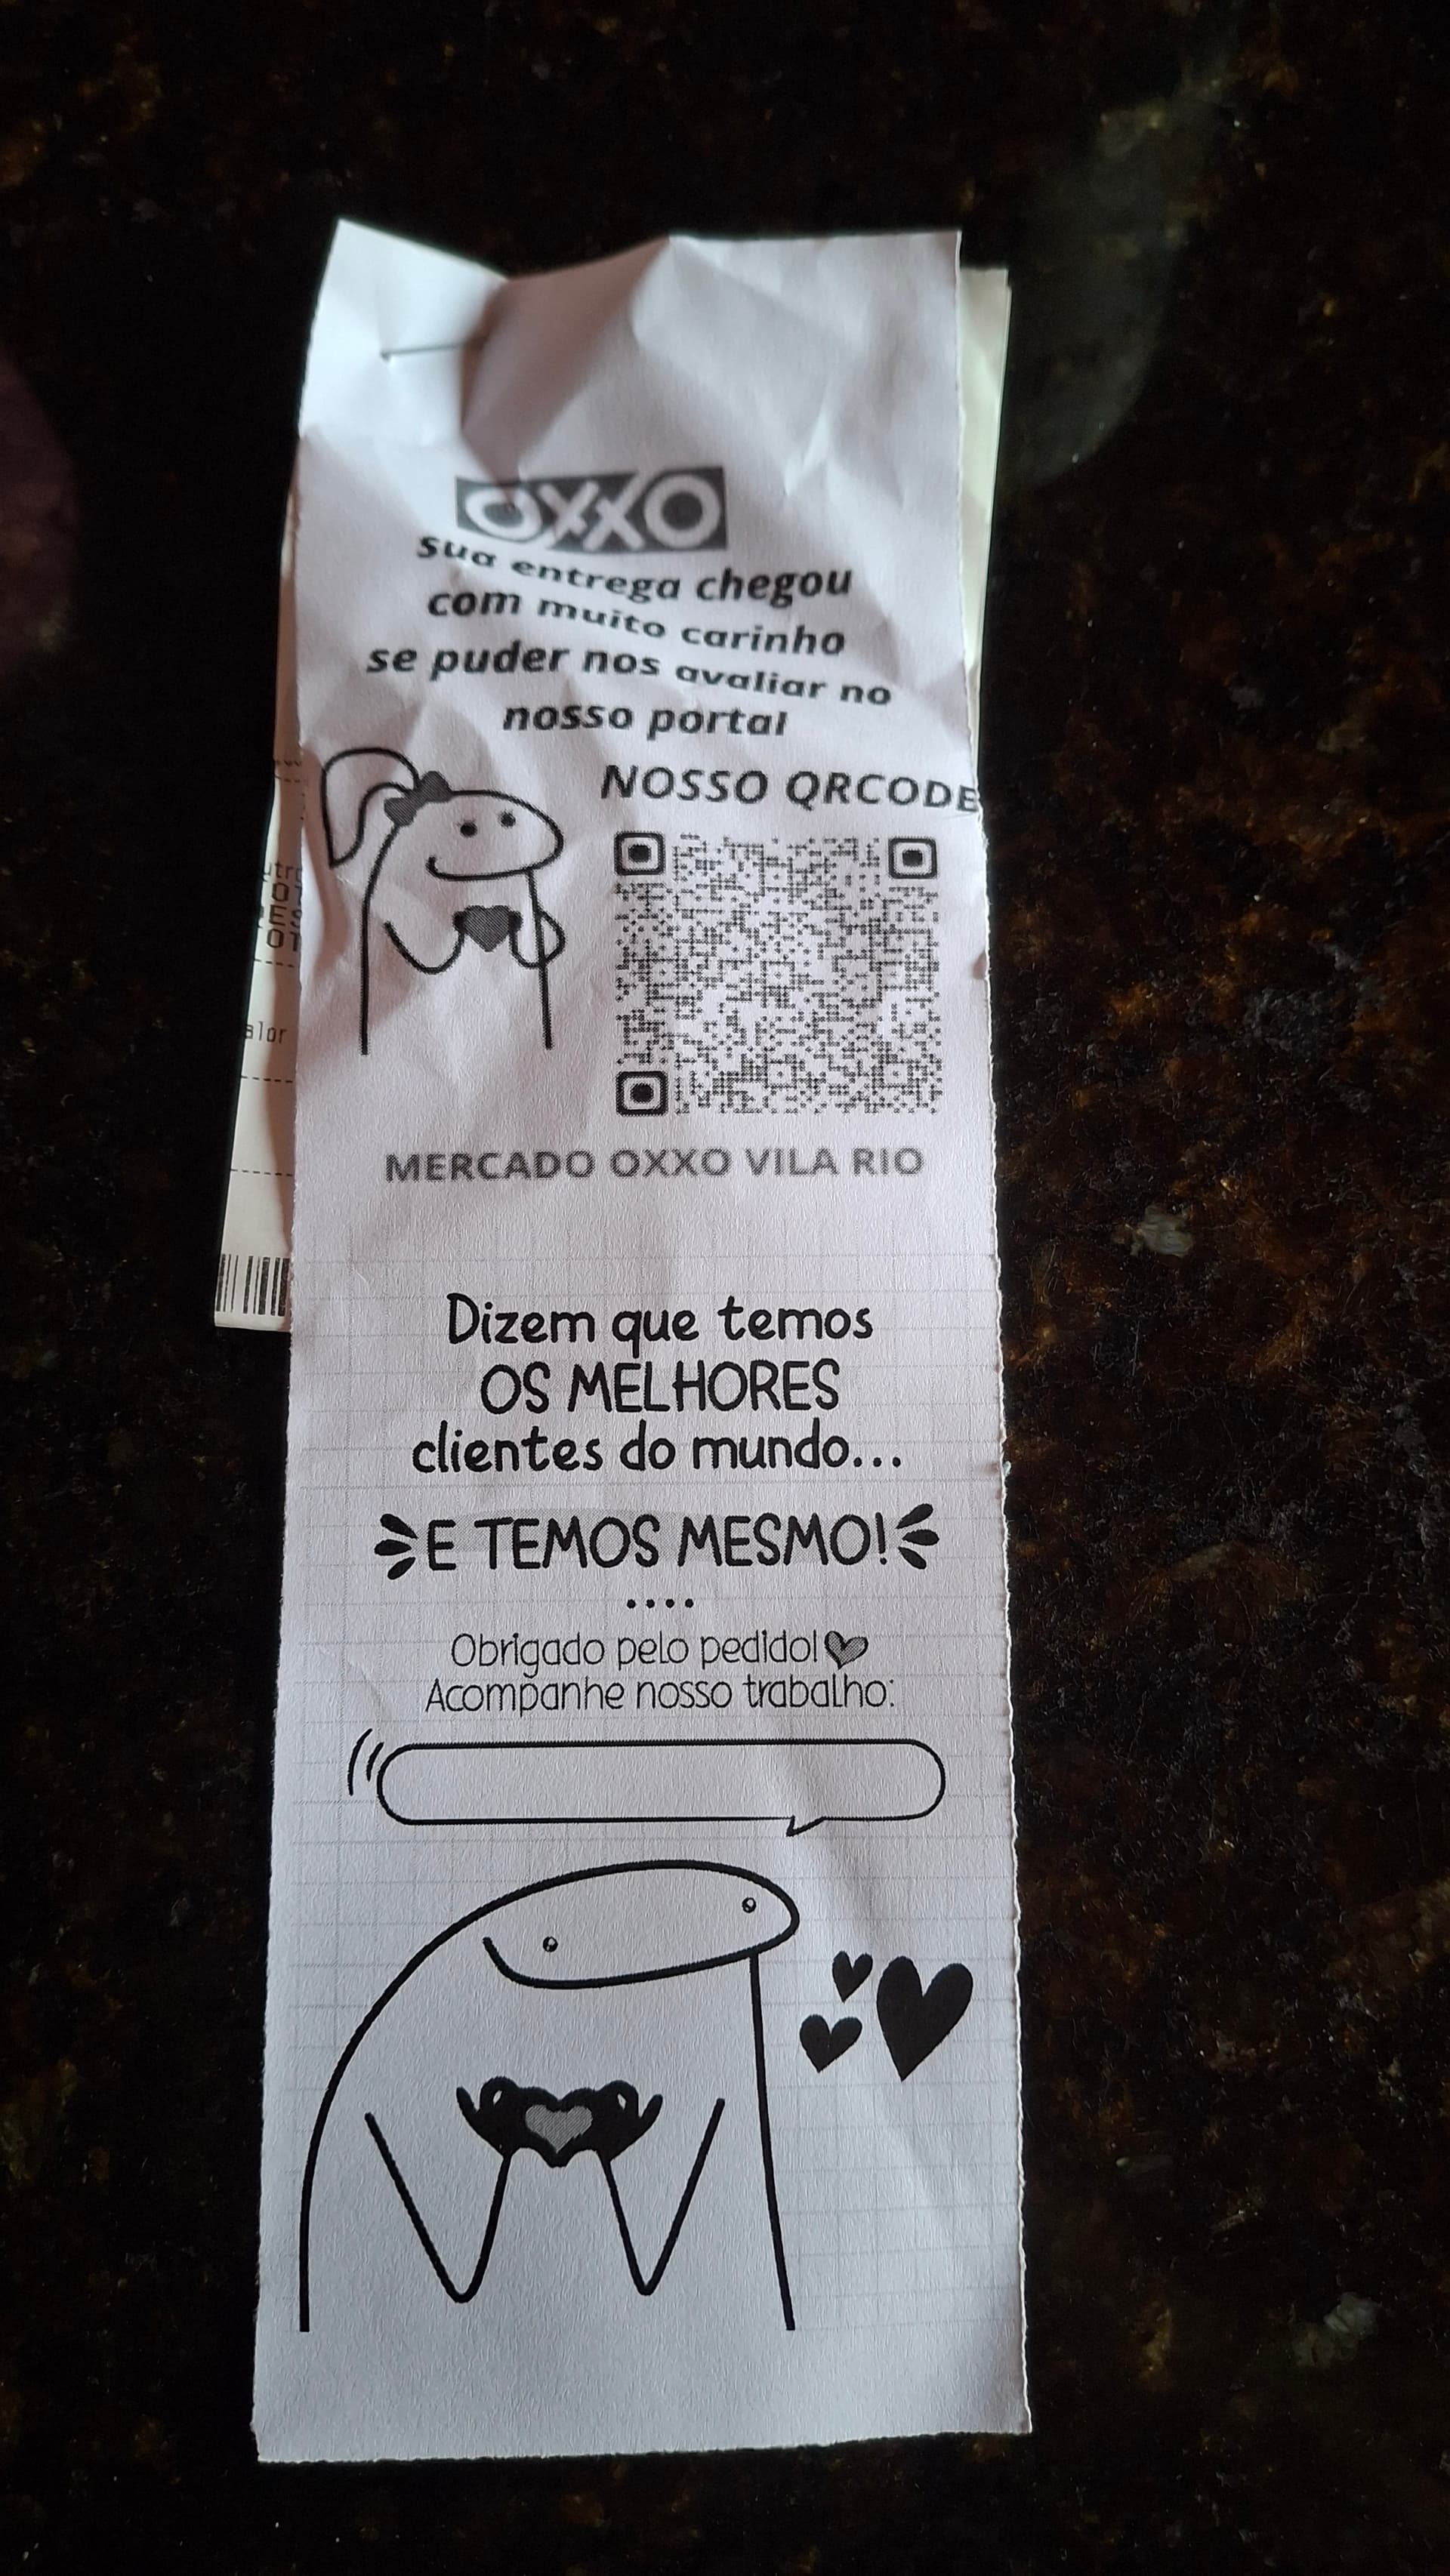 OXXO
Sua entrega chegou
com muito carinho
se puder nos avaliar no
nosso portal
NOSSO QRCODE
alor
MERCADO OXXO VILA RIO
Dizem que temos
OS MELHORES
clientes do mundo...
E TEMOS MESMO!
....
Obrigado pelo pedido!
Acompanhe nosso trabalho: